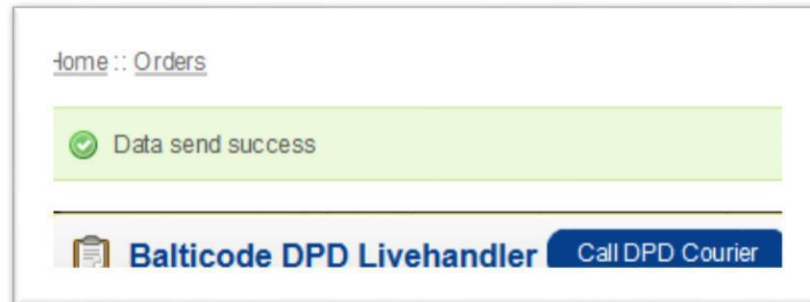 Home :: Orders
Data send success
Balticode DPD Livehandler Call DPD Courier